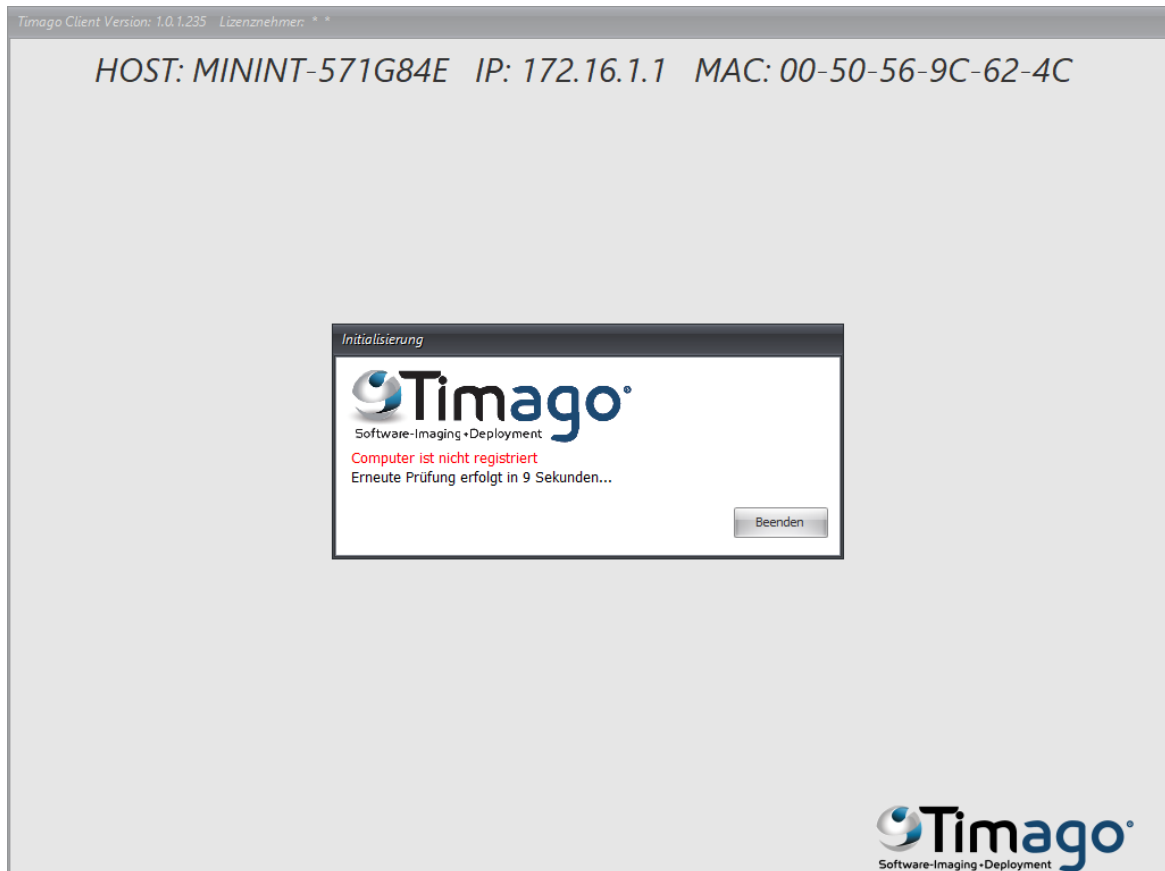 Timago Client Version: 1.0.1.235 Lizenznehmer: * *
HOST: MININT-571G84E IP: 172.16.1.1 MAC: 00-50-56-9C-62-4C
Initialisierung
Timago®
Software-Imaging+Deployment
Computer ist nicht registriert
Erneute Prüfung erfolgt in 9 Sekunden...
Beenden
Timago®
Software-Imaging+Deployment